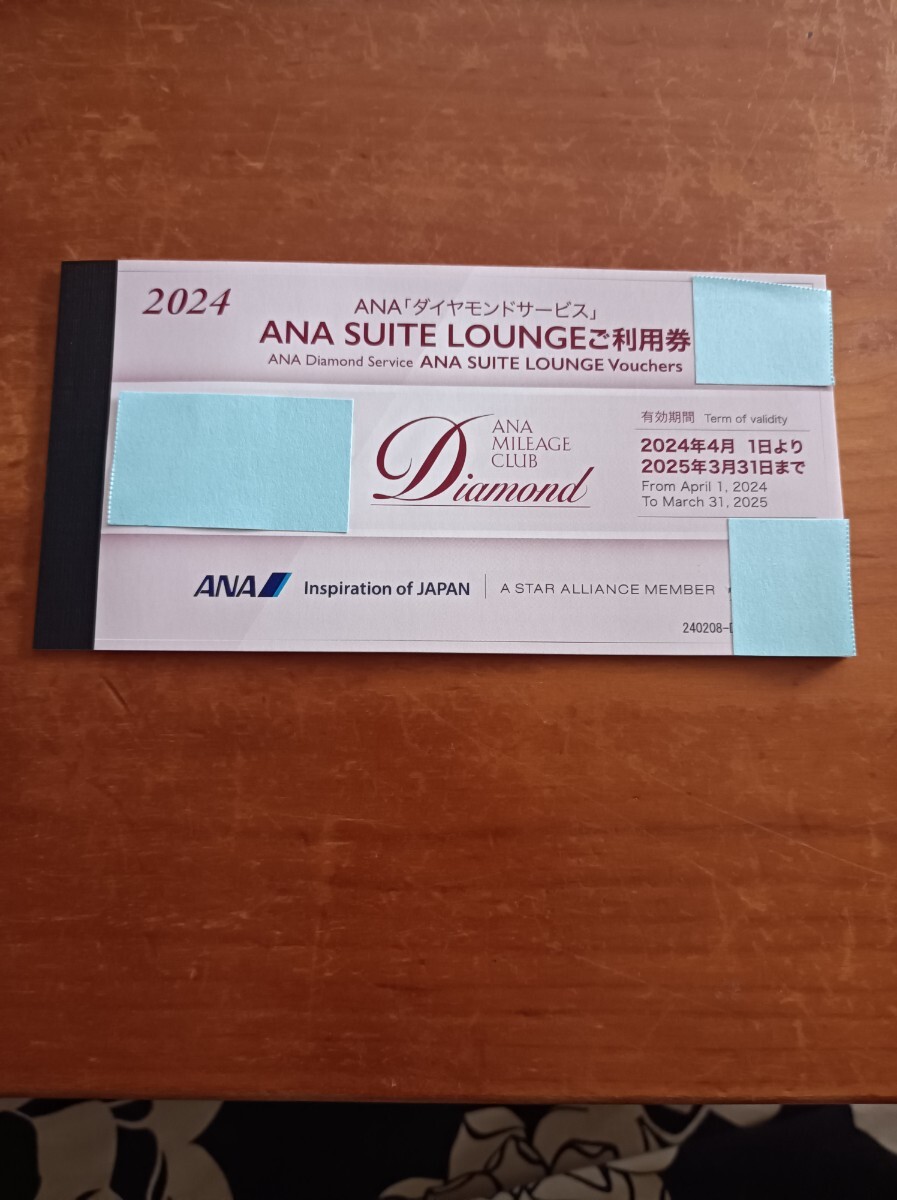 2024
ANA「ダイヤモンドサービス」
ANA SUITE LOUNGEご利用券
ANA Diamond Service ANA SUITE LOUNGE Vouchers
ANA
MILEAGE
CLUB
Diamond
有効期間 Term of validity
2024年4月 1日より
2025年3月31日まで
From April 1, 2024
To March 31, 2025
ANA Inspiration of JAPAN A STAR ALLIANCE MEMBER
240208-